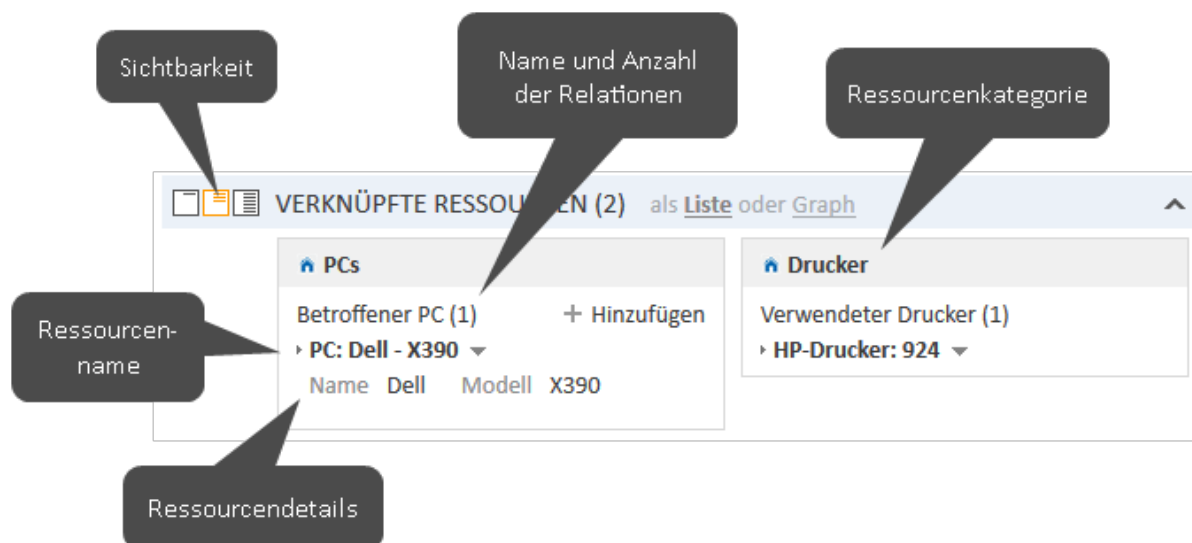 Sichtbarkeit
Name und Anzahl
der Relationen
Ressourcenkategorie
VERKNÜPFTE RESSOU EN (2) als Liste oder Graph
PCs
Drucker
Betroffener PC (1) + Hinzufügen
Verwendeter Drucker (1)
Ressourcen-
name
PC: Dell - X390
HP-Drucker: 924
Name Dell Modell X390
Ressourcendetails